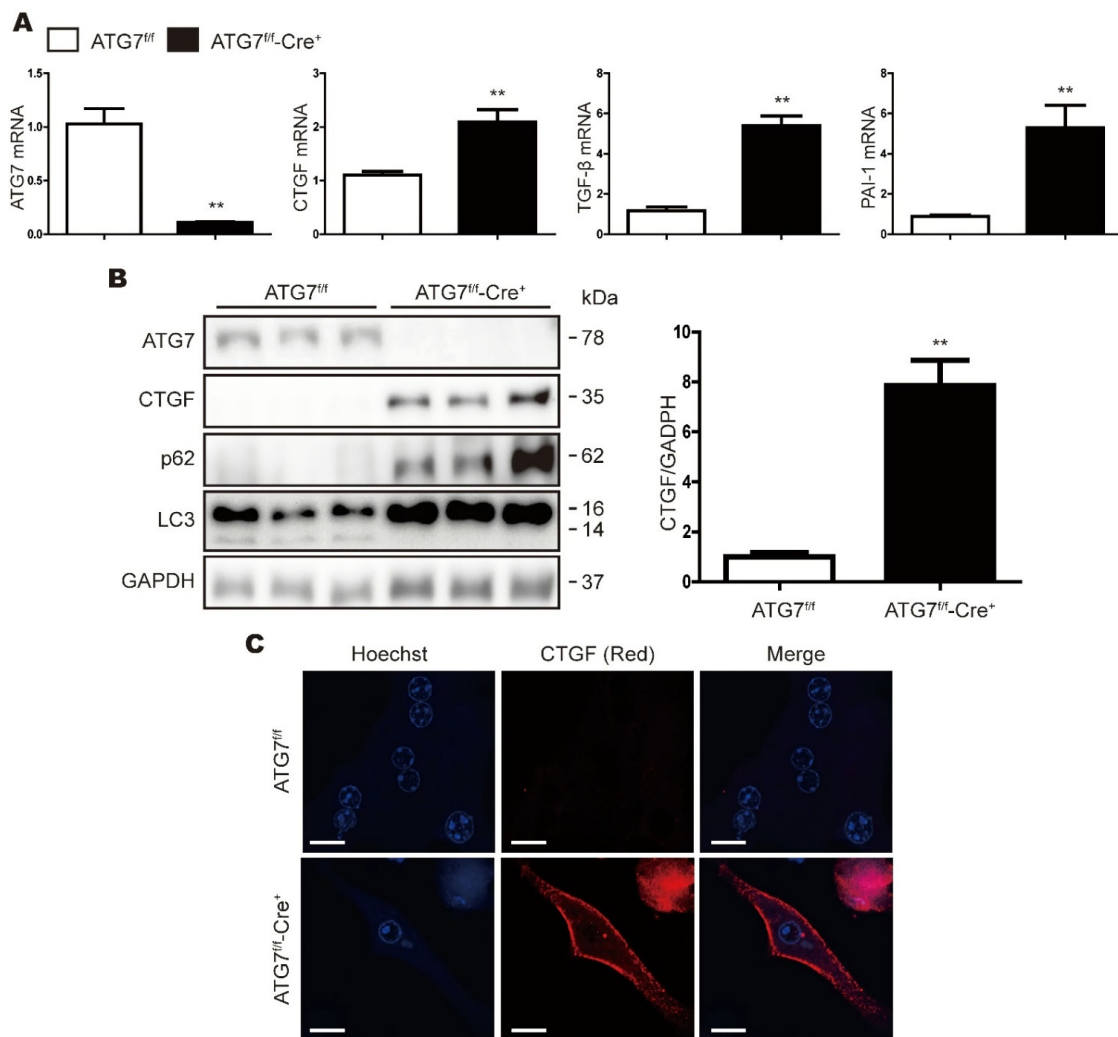 A
ATG7f/f ATG7f/f-Cre+
ATG7 mRNA
1.5
1.0
0.5
0.0
**
CTGF mRNA
3
2
1
0
**
TGF-β mRNA
8
6
4
2
0
**
PAI-1 mRNA
8
6
4
2
0
**
B
ATG7f/f ATG7f/f-Cre+ kDa
ATG7 - 78
CTGF - 35
p62 - 62
LC3 - 16
- 14
GAPDH - 37
CTGF/GADPH
10
8
6
4
2
0
**
ATG7f/f ATG7f/f-Cre+
C
Hoechst CTGF (Red) Merge
ATG7f/f
ATG7f/f-Cre+